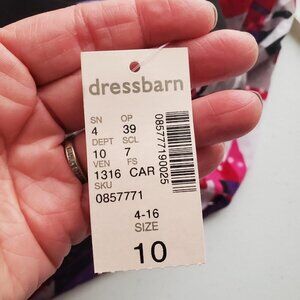 dressbarn
SN OP
4 39
DEPT SCL
10 7
VEN FS
1316 CAR
SKU
0857771
085777190025
4-16
SIZE
10